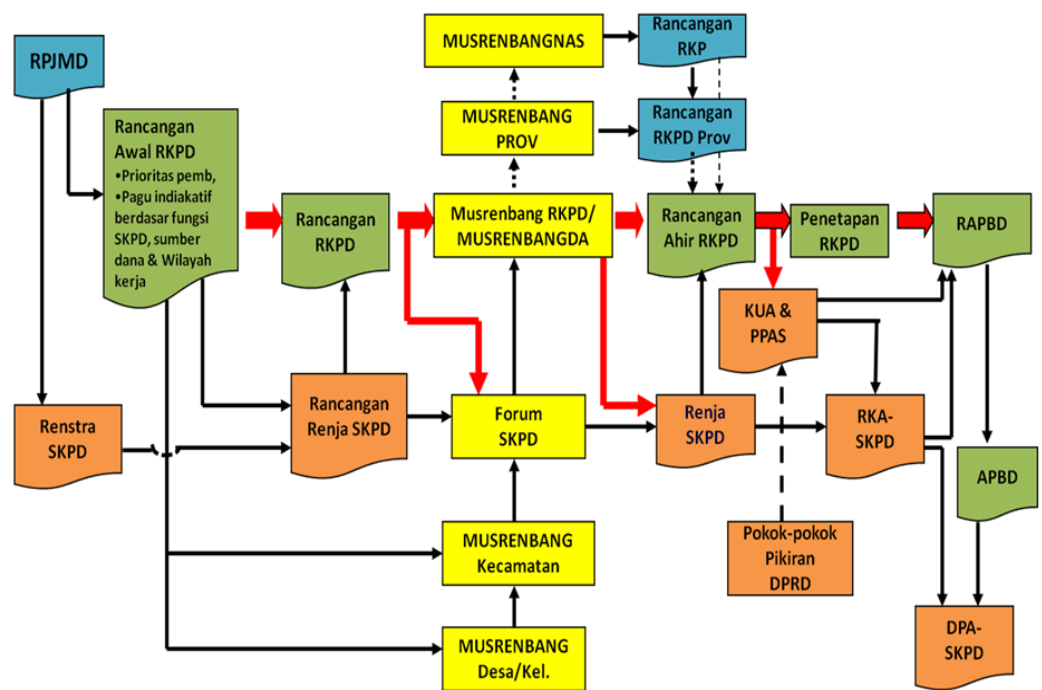 MUSRENBANGNAS
Rancangan
RKP
RPJMD
MUSRENBANG
PROV
Rancangan
RKPD Prov
Rancangan
Awal RKPD
•Prioritas pemb,
•Pagu indiakatif
berdasar fungsi
SKPD, sumber
dana & Wilayah
kerja
Rancangan
RKPD
Musrenbang RKPD/
MUSRENBANGDA
Rancangan
Ahir RKPD
Penetapan
RKPD
RAPBD
KUA &
PPAS
Renstra
SKPD
Rancangan
Renja SKPD
Forum
SKPD
Renja
SKPD
RKA-
SKPD
APBD
MUSRENBANG
Kecamatan
Pokok-pokok
Pikiran
DPRD
MUSRENBANG
Desa/Kel.
DPA-
SKPD